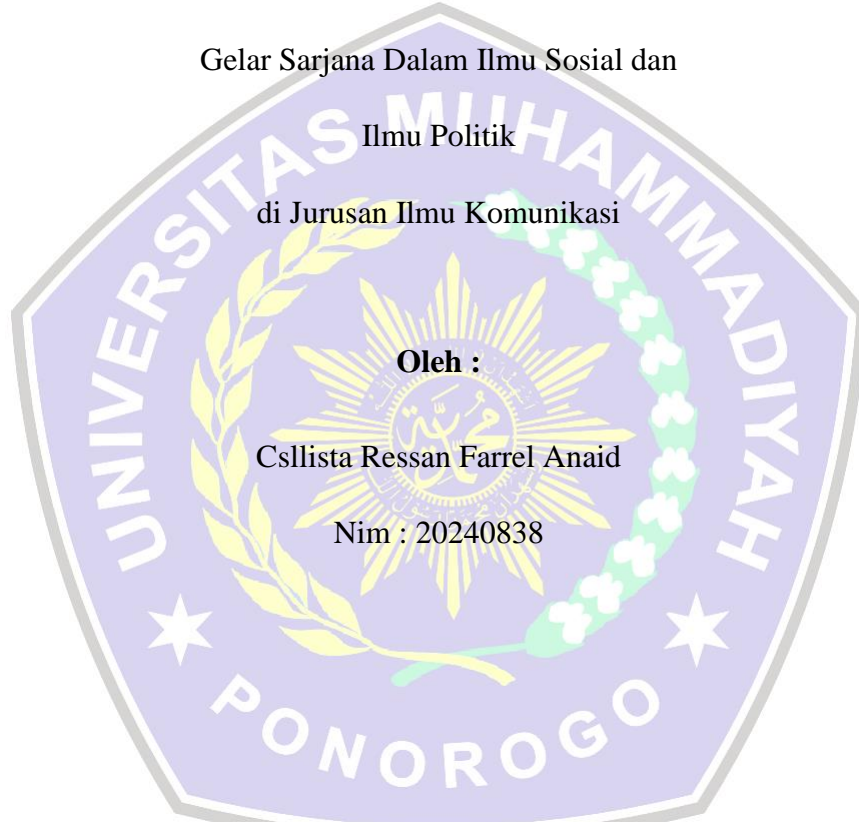 Gelar Sarjana Dalam Ilmu Sosial dan
Ilmu Politik
di Jurusan Ilmu Komunikasi
Oleh :
Csllista Ressan Farrel Anaid
Nim : 20240838
UNIVERSITAS MUHAMMADIYAH
PONOROGO